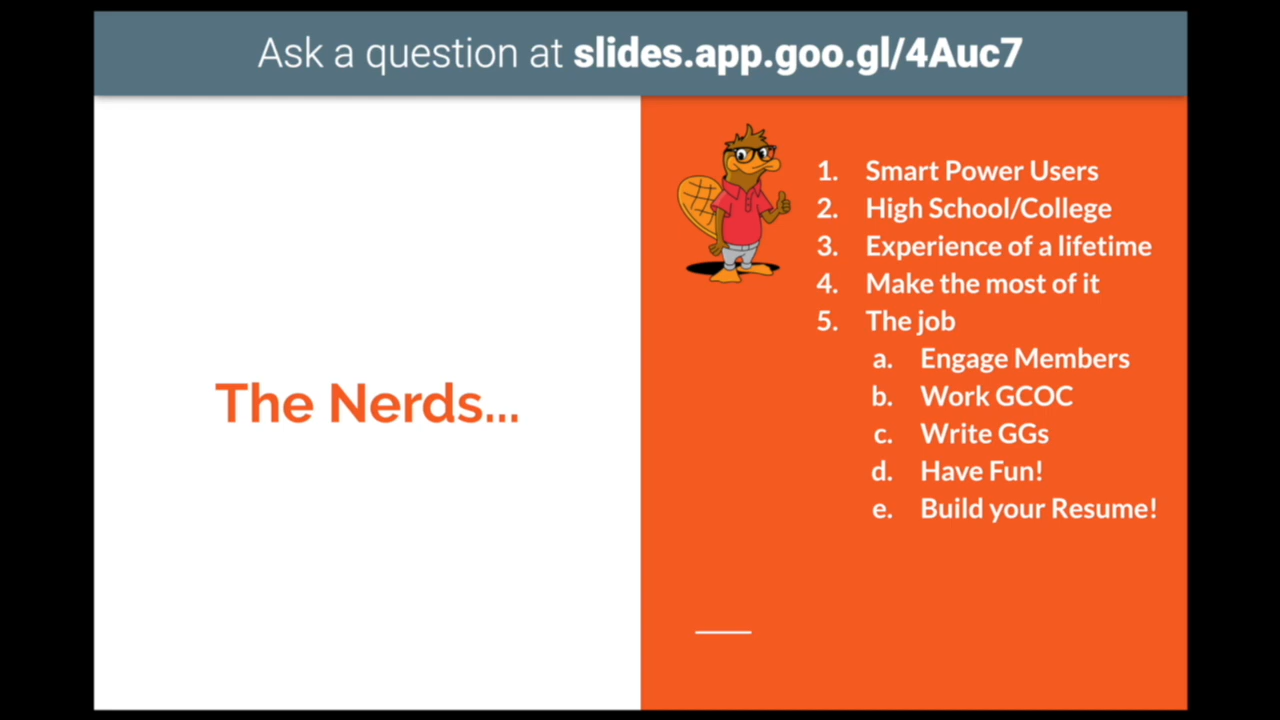 Ask a question at slides.app.goo.gl/4Auc7
The Nerds...
1. Smart Power Users
2. High School/College
3. Experience of a lifetime
4. Make the most of it
5. The job
a. Engage Members
b. Work GCOC
c. Write GGs
d. Have Fun!
e. Build your Resume!